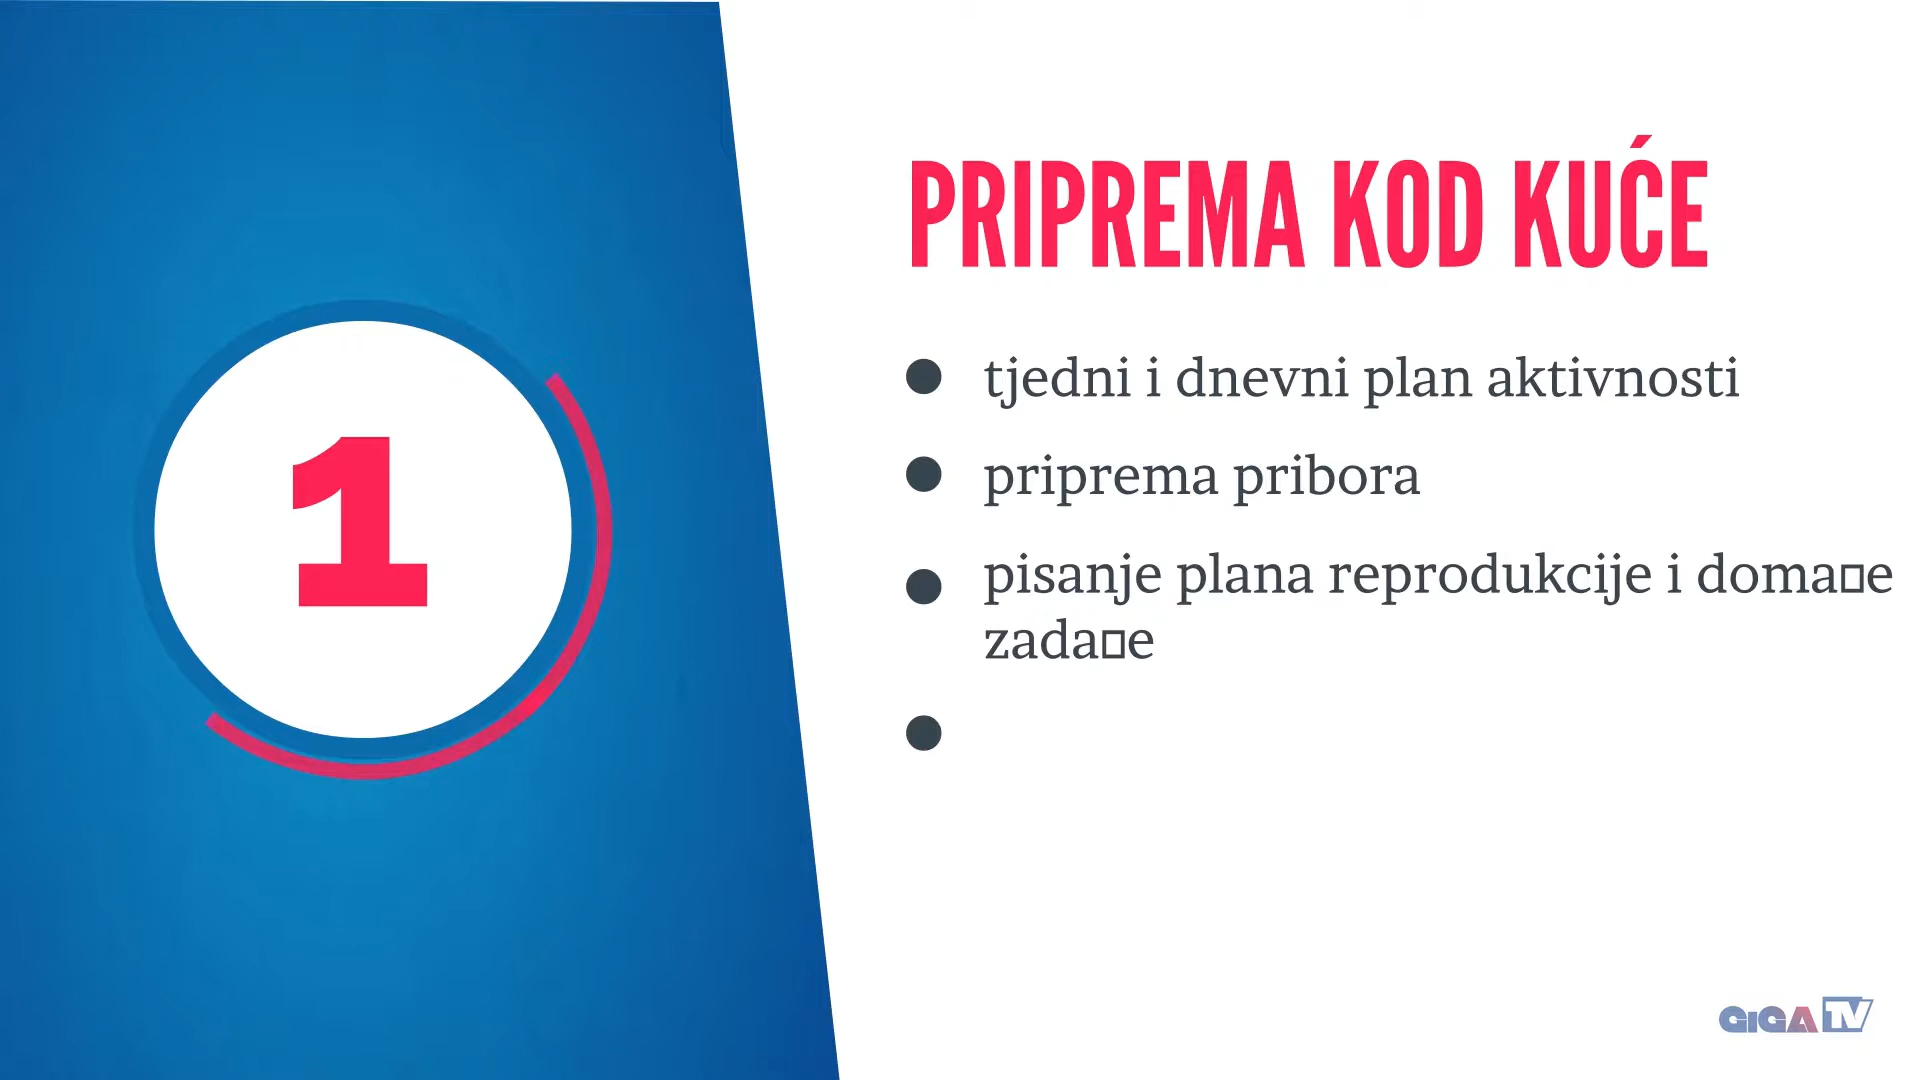 1
PRIPREMA KOD KUĆE
● tjedni i dnevni plan aktivnosti
● priprema pribora
● pisanje plana reprodukcije i doma□e
zada□e
●
GIGA TV